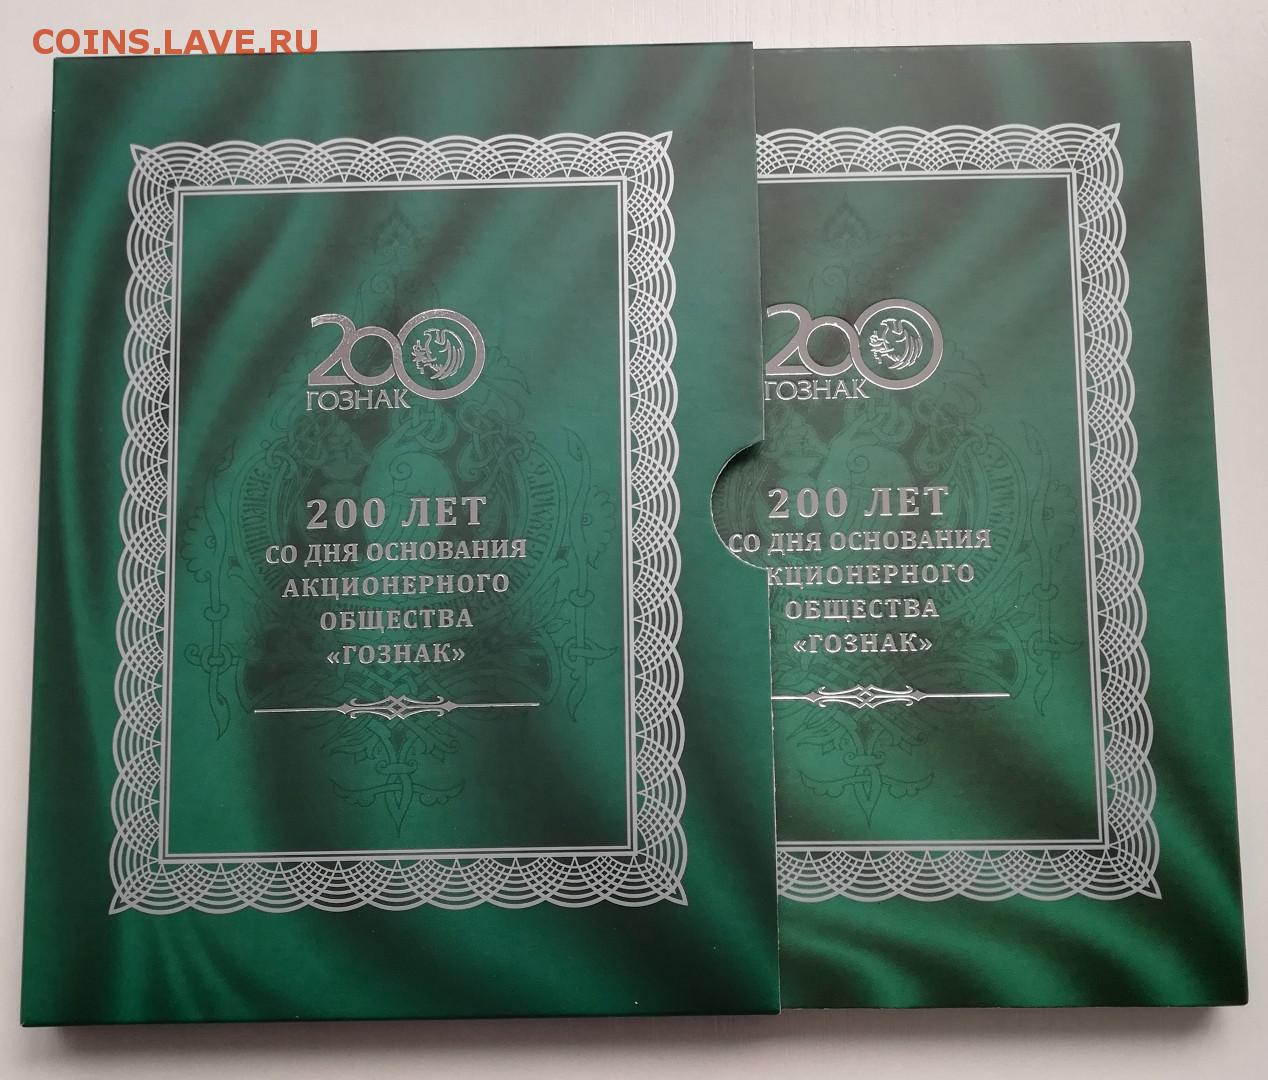 COINS.LAVE.RU
200
ГОЗНАК
200 ЛЕТ
СО ДНЯ ОСНОВАНИЯ
АКЦИОНЕРНОГО
ОБЩЕСТВА
«ГОЗНАК»
200
ГОЗНАК
200 ЛЕТ
СО ДНЯ ОСНОВАНИЯ
КЦИОНЕРНОГО
ОБЩЕСТВА
«ГОЗНАК»